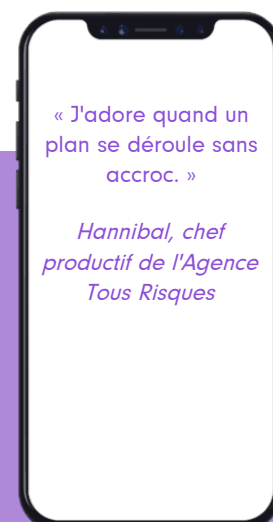 « J'adore quand un
plan se déroule sans
accroc. »
Hannibal, chef
productif de l'Agence
Tous Risques